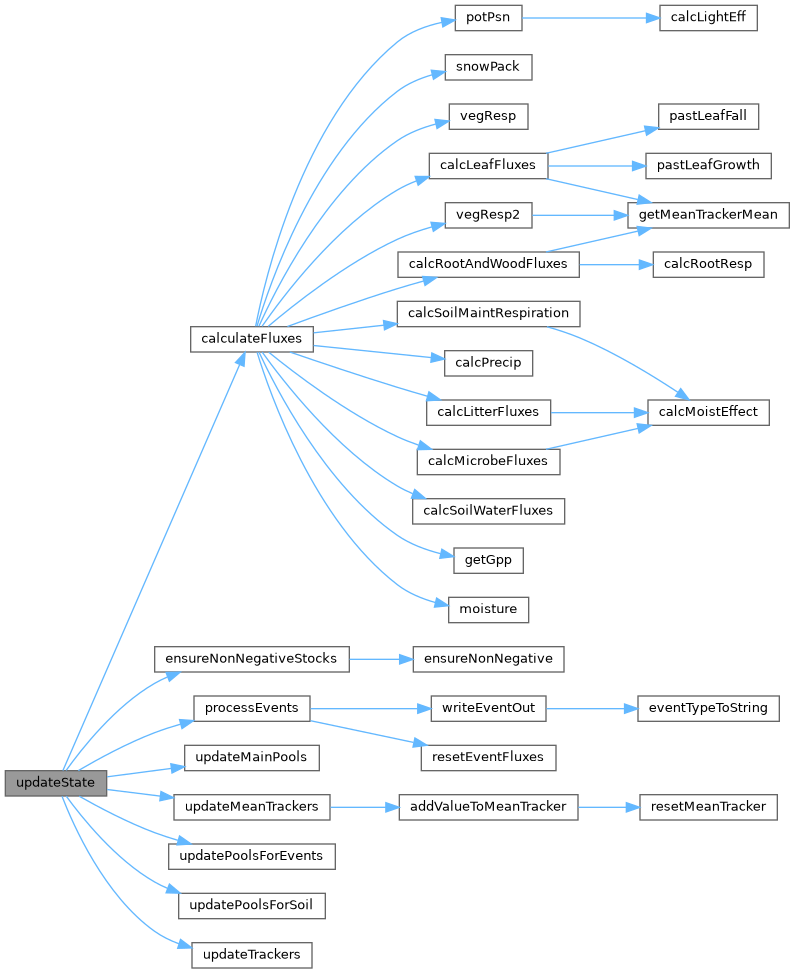 potPsn
calcLightEff
snowPack
vegResp
pastLeafFall
calcLeafFluxes
pastLeafGrowth
vegResp2
getMeanTrackerMean
calcRootAndWoodFluxes
calcRootResp
calcSoilMaintRespiration
calculateFluxes
calcPrecip
calcLitterFluxes
calcMoistEffect
calcMicrobeFluxes
calcSoilWaterFluxes
getGpp
moisture
ensureNonNegativeStocks
ensureNonNegative
processEvents
writeEventOut
eventTypeToString
updateMainPools
resetEventFluxes
updateState
updateMeanTrackers
addValueToMeanTracker
resetMeanTracker
updatePoolsForEvents
updatePoolsForSoil
updateTrackers